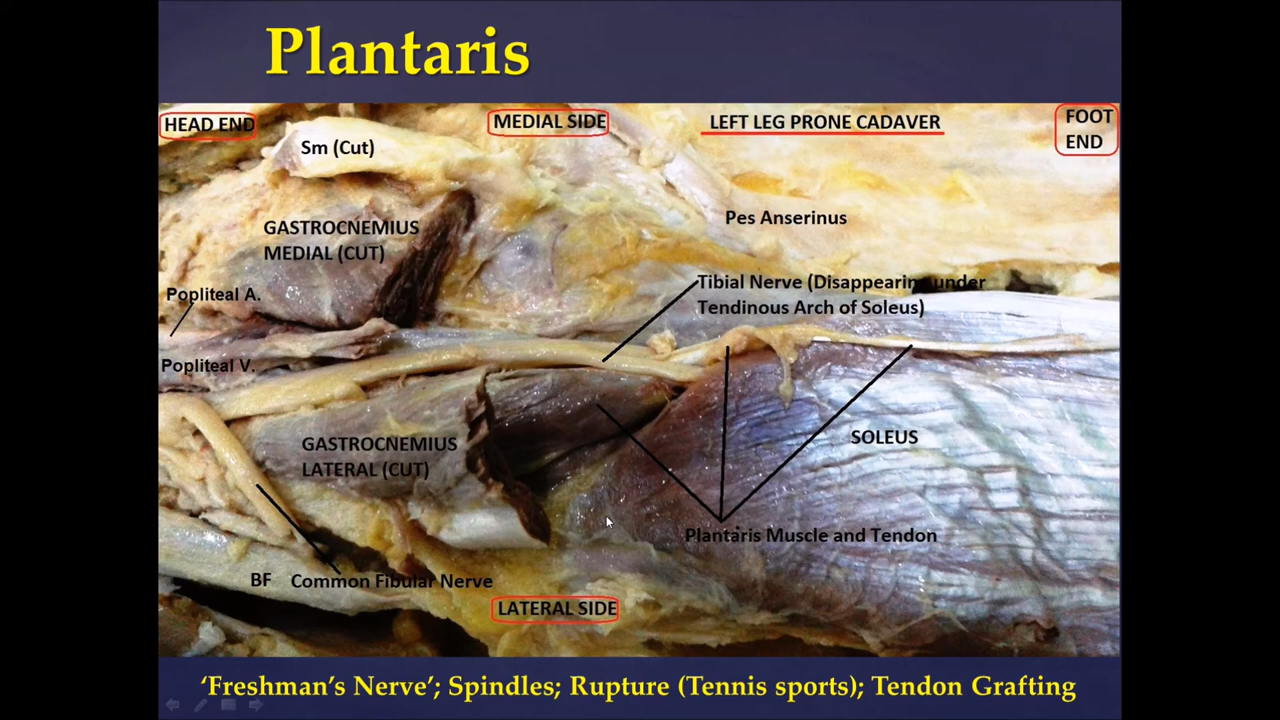 Plantaris
HEAD END
MEDIAL SIDE
LEFT LEG PRONE CADAVER
FOOT
END
Sm (Cut)
GASTROCNEMIUS
MEDIAL (CUT)
Pes Anserinus
Popliteal A.
Tibial Nerve (Disappearing under
Tendinous Arch of Soleus)
Popliteal V.
GASTROCNEMIUS
LATERAL (CUT)
SOLEUS
Plantaris Muscle and Tendon
BF
Common Fibular Nerve
LATERAL SIDE
‘Freshman’s Nerve’; Spindles; Rupture (Tennis sports); Tendon Grafting